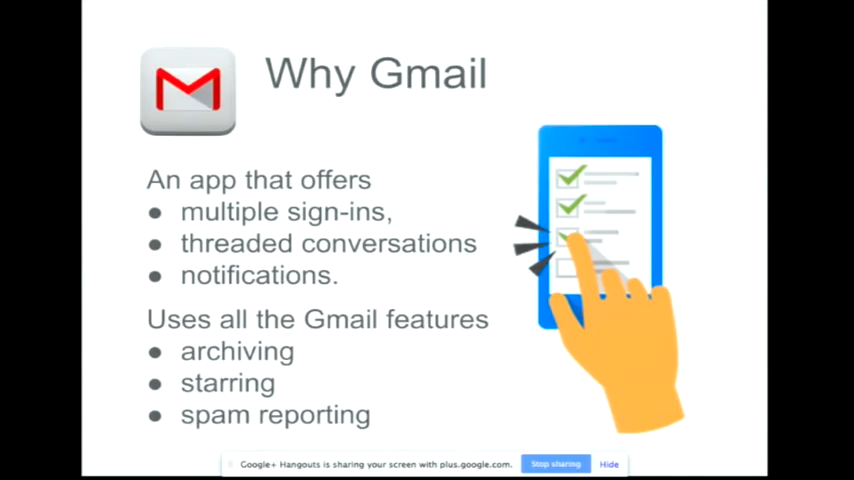 Why Gmail
An app that offers
● multiple sign-ins,
● threaded conversations
● notifications.
Uses all the Gmail features
● archiving
● starring
● spam reporting
Google+ Hangouts is sharing your screen with plus.google.com. Stop sharing Hide